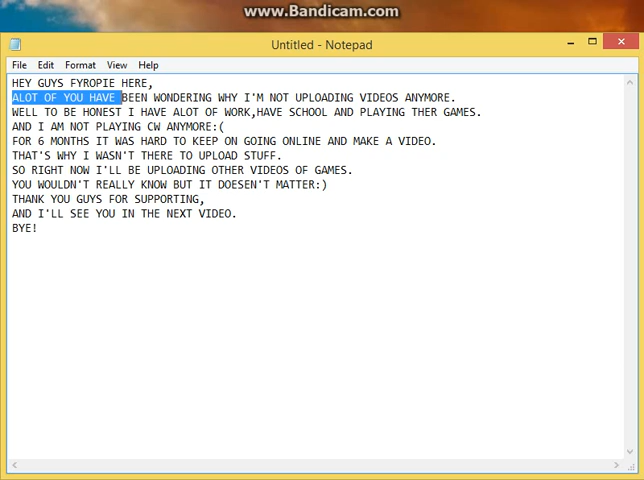 www.Bandicam.com
Untitled - Notepad
File Edit Format View Help
HEY GUYS FYROPIE HERE,
ALOT OF YOU HAVE BEEN WONDERING WHY I'M NOT UPLOADING VIDEOS ANYMORE.
WELL TO BE HONEST I HAVE ALOT OF WORK,HAVE SCHOOL AND PLAYING THER GAMES.
AND I AM NOT PLAYING CW ANYMORE:(
FOR 6 MONTHS IT WAS HARD TO KEEP ON GOING ONLINE AND MAKE A VIDEO.
THAT'S WHY I WASN'T THERE TO UPLOAD STUFF.
SO RIGHT NOW I'LL BE UPLOADING OTHER VIDEOS OF GAMES.
YOU WOULDN'T REALLY KNOW BUT IT DOESEN'T MATTER:)
THANK YOU GUYS FOR SUPPORTING,
AND I'LL SEE YOU IN THE NEXT VIDEO.
BYE!